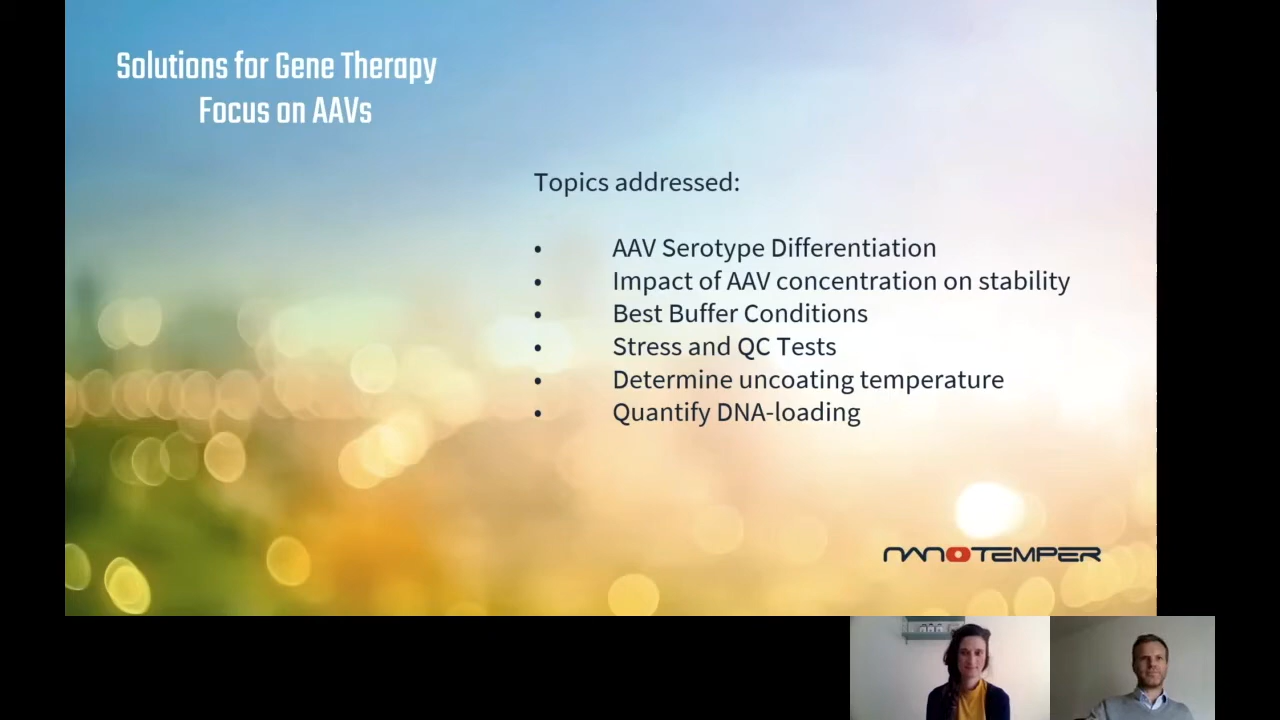 Solutions for Gene Therapy
Focus on AAVs
Topics addressed:
• AAV Serotype Differentiation
• Impact of AAV concentration on stability
• Best Buffer Conditions
• Stress and QC Tests
• Determine uncoating temperature
• Quantify DNA-loading
NANOTEMPER